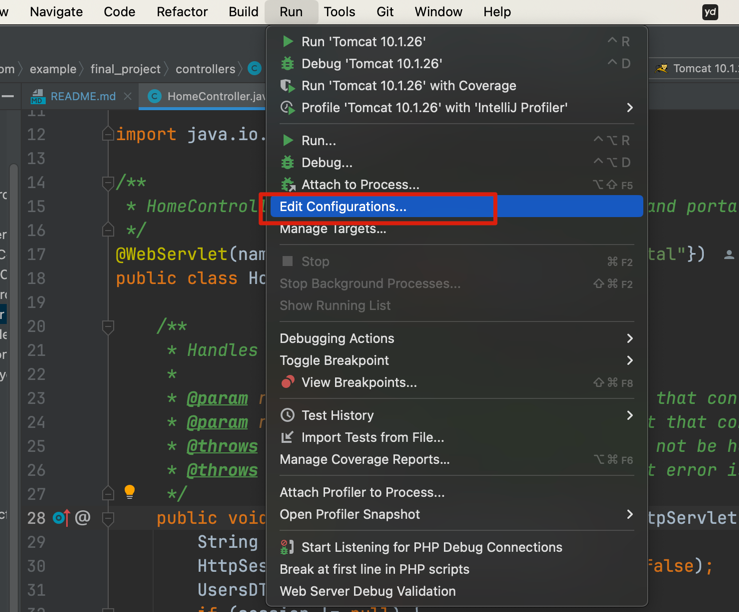 w Navigate Code Refactor Build Run Tools Git Window Help yd
om example final_project controllers C Tomcat 10.1.
README.md C HomeController.jav
Run 'Tomcat 10.1.26' ^ R
Debug 'Tomcat 10.1.26' ^ D
Run 'Tomcat 10.1.26' with Coverage
Profile 'Tomcat 10.1.26' with 'IntelliJ Profiler'
Run... ^⌥ R
Debug... ^⌥ D
Attach to Process... ⌥⇧ F5
Edit Configurations...
Manage Targets...
Stop ⌘ F2
Stop Background Processes... ⇧⌘ F2
Show Running List
Debugging Actions
Toggle Breakpoint
View Breakpoints... ⇧⌘ F8
Test History
Import Tests from File...
Manage Coverage Reports... ⌥⌘ F6
Attach Profiler to Process...
Open Profiler Snapshot
Start Listening for PHP Debug Connections
Break at first line in PHP scripts
Web Server Debug Validation
11
12 import java.io.
13
14 /**
15 * HomeControll and porta
16 */
17 @WebServlet(nam tal"})
18 public class Ho
19
20 /**
21 * Handles
22 *
23 * @param r that con
24 * @param r t that co
25 * @throws not be h
26 * @throws t error i
27 */
28 @ public void tpServlet
29 String
30 HttpSes false);
31 UsersDT
if (session != null) {